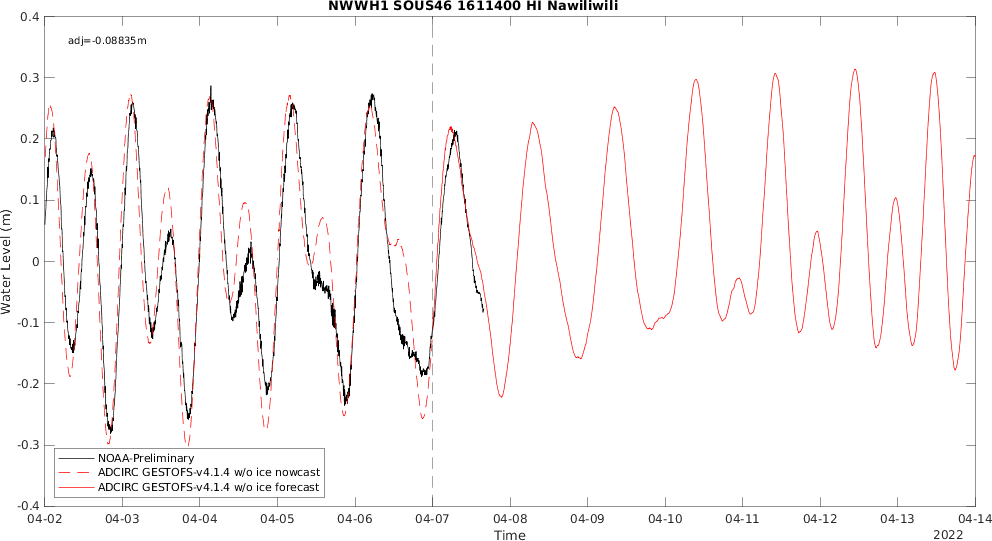 NWWH1 SOUS46 1611400 HI Nawiliwili
adj=-0.08835m
0.4
0.3
0.2
0.1
0
-0.1
-0.2
-0.3
-0.4
Water Level (m)
NOAA-Preliminary
ADCIRC GESTOFS-v4.1.4 w/o ice nowcast
ADCIRC GESTOFS-v4.1.4 w/o ice forecast
04-02 04-03 04-04 04-05 04-06 04-07 04-08 04-09 04-10 04-11 04-12 04-13 04-14
Time
2022